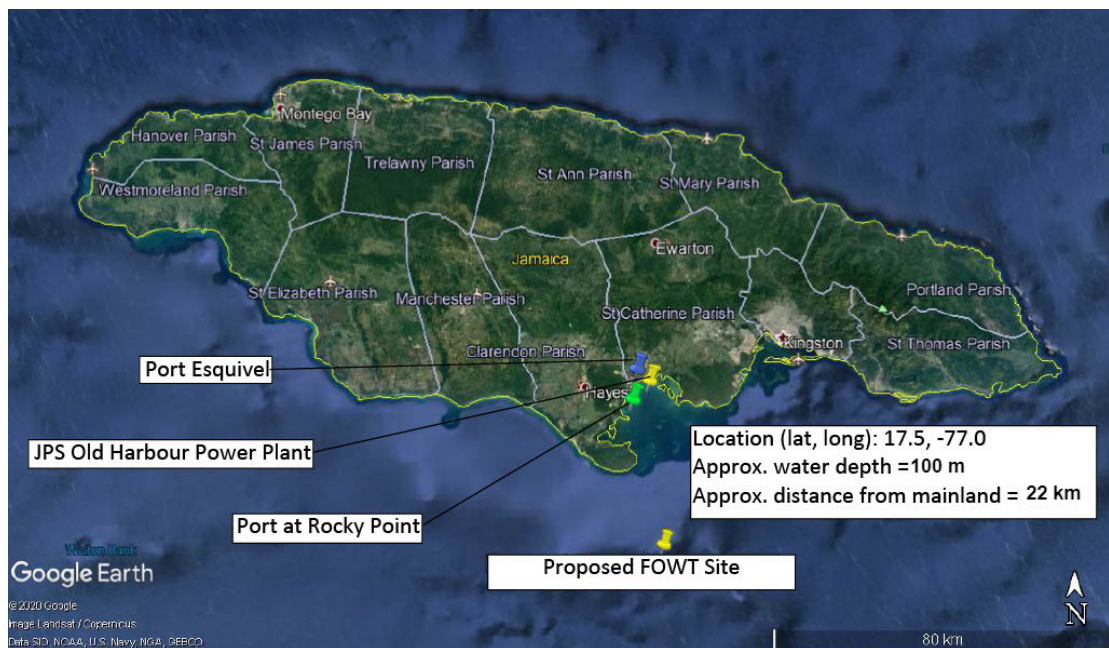 Montego Bay
Hanover Parish
St James Parish
Trelawny Parish
St Ann Parish
St Mary Parish
Westmoreland Parish
Ewarton
Jamaica
Portland Parish
St Elizabeth Parish
Manchester Parish
St Catherine Parish
Kingston
St Thomas Parish
Clarendon Parish
Port Esquivel
Hayes
JPS Old Harbour Power Plant
Location (lat, long): 17.5, -77.0
Approx. water depth =100 m
Approx. distance from mainland = 22 km
Port at Rocky Point
Walton Bank
Proposed FOWT Site
Google Earth
© 2020 Google
Image Landsat / Copernicus
Data SIO, NOAA, U.S. Navy, NGA, GEBCO
N
80 km